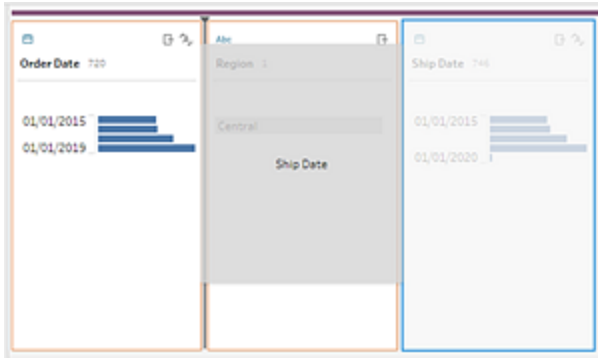 Order Date 720
01/01/2015
01/01/2019
Abc
Region 1
Central
Ship Date
Ship Date 746
01/01/2015
01/01/2020